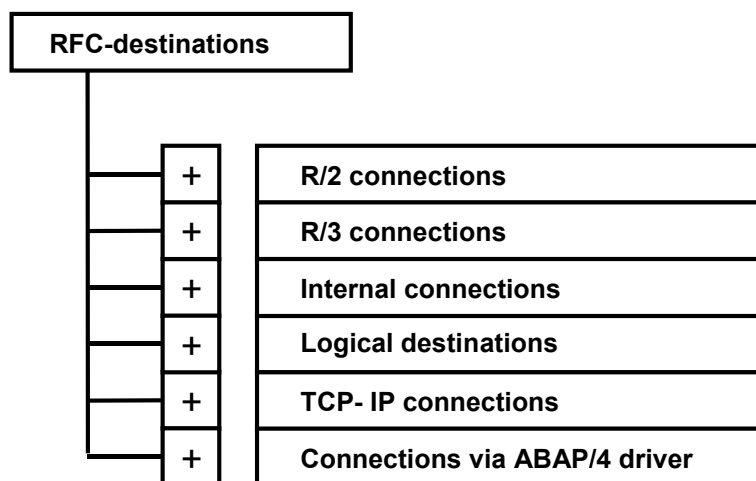 RFC-destinations
+ R/2 connections
+ R/3 connections
+ Internal connections
+ Logical destinations
+ TCP- IP connections
+ Connections via ABAP/4 driver